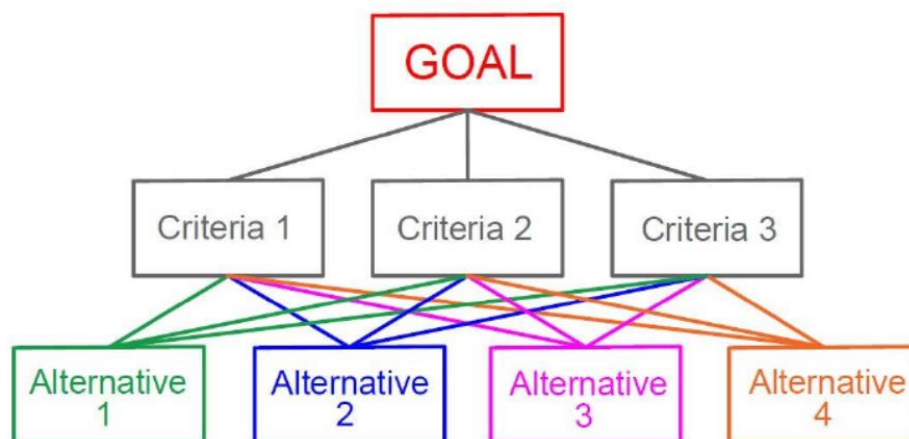 GOAL
Criteria 1
Criteria 2
Criteria 3
Alternative
1
Alternative
2
Alternative
3
Alternative
4